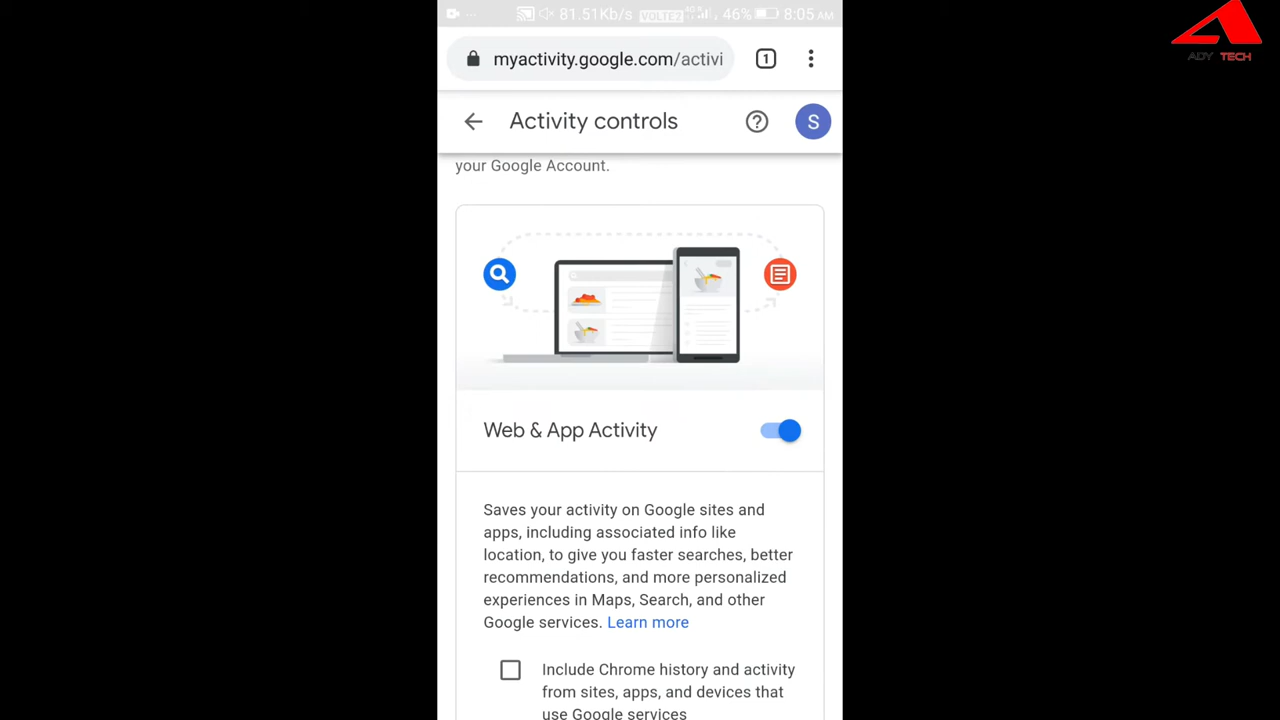 ... 81.51Kb/s VOLTE2 4G 46% 8:05 AM
ADY TECH
myactivity.google.com/activi 1
Activity controls S
your Google Account.
Web & App Activity
Saves your activity on Google sites and
apps, including associated info like
location, to give you faster searches, better
recommendations, and more personalized
experiences in Maps, Search, and other
Google services. Learn more
Include Chrome history and activity
from sites, apps, and devices that
use Google services